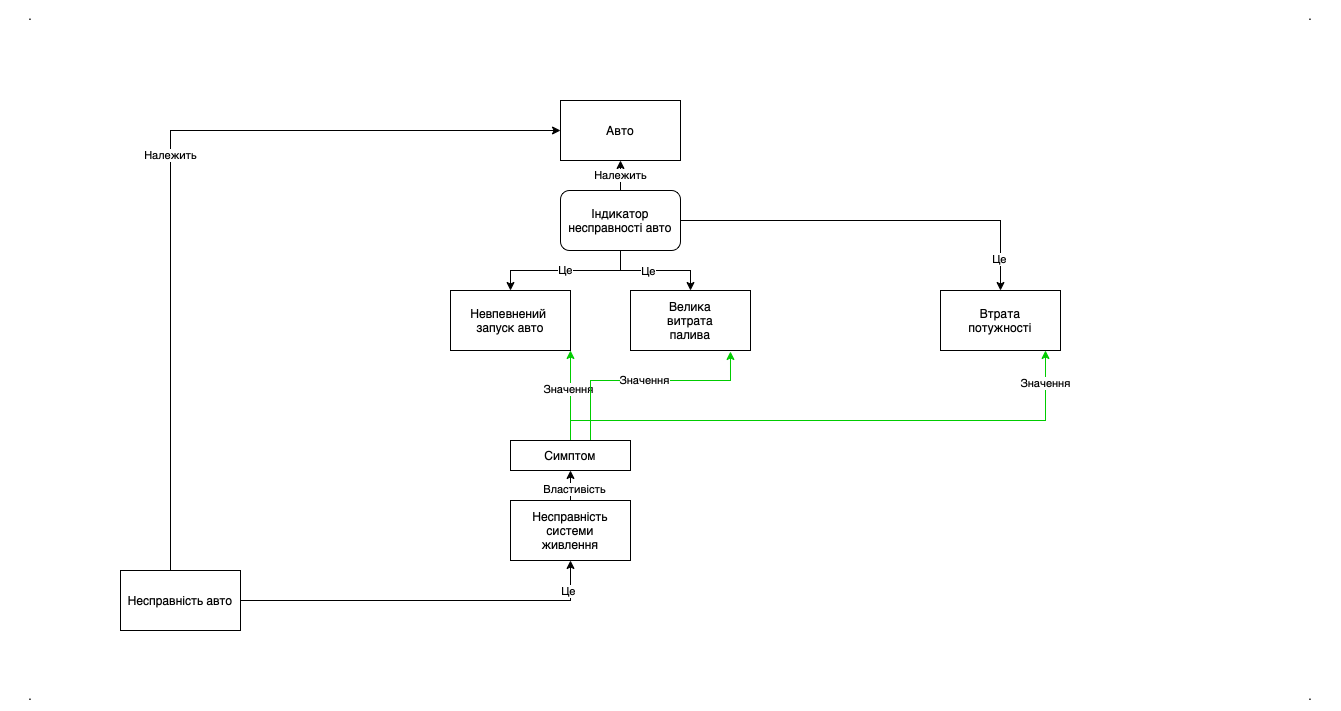 Авто
Належить
Належить
Індикатор
несправності авто
Це
Це
Це
Невпевнений
запуск авто
Велика
витрата
палива
Втрата
потужності
Значення
Значення
Значення
Симптом
Властивість
Несправність
системи
живлення
Це
Несправність авто